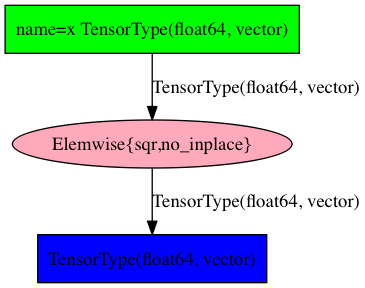 name=x TensorType(float64, vector)
TensorType(float64, vector)
Elemwise{sqr,no_inplace}
TensorType(float64, vector)
TensorType(float64, vector)